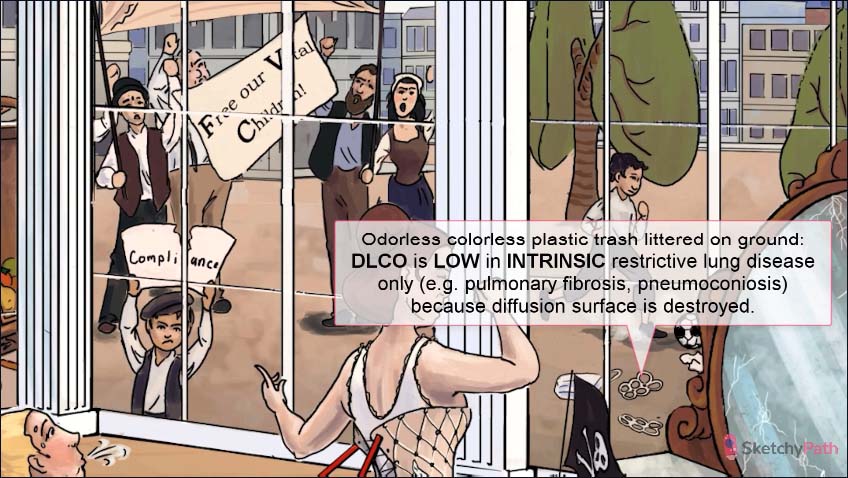 Free our Vital
Children!
Compliance
Odorless colorless plastic trash littered on ground:
DLCO is LOW in INTRINSIC restrictive lung disease
only (e.g. pulmonary fibrosis, pneumoconiosis)
because diffusion surface is destroyed.
SketchyPath